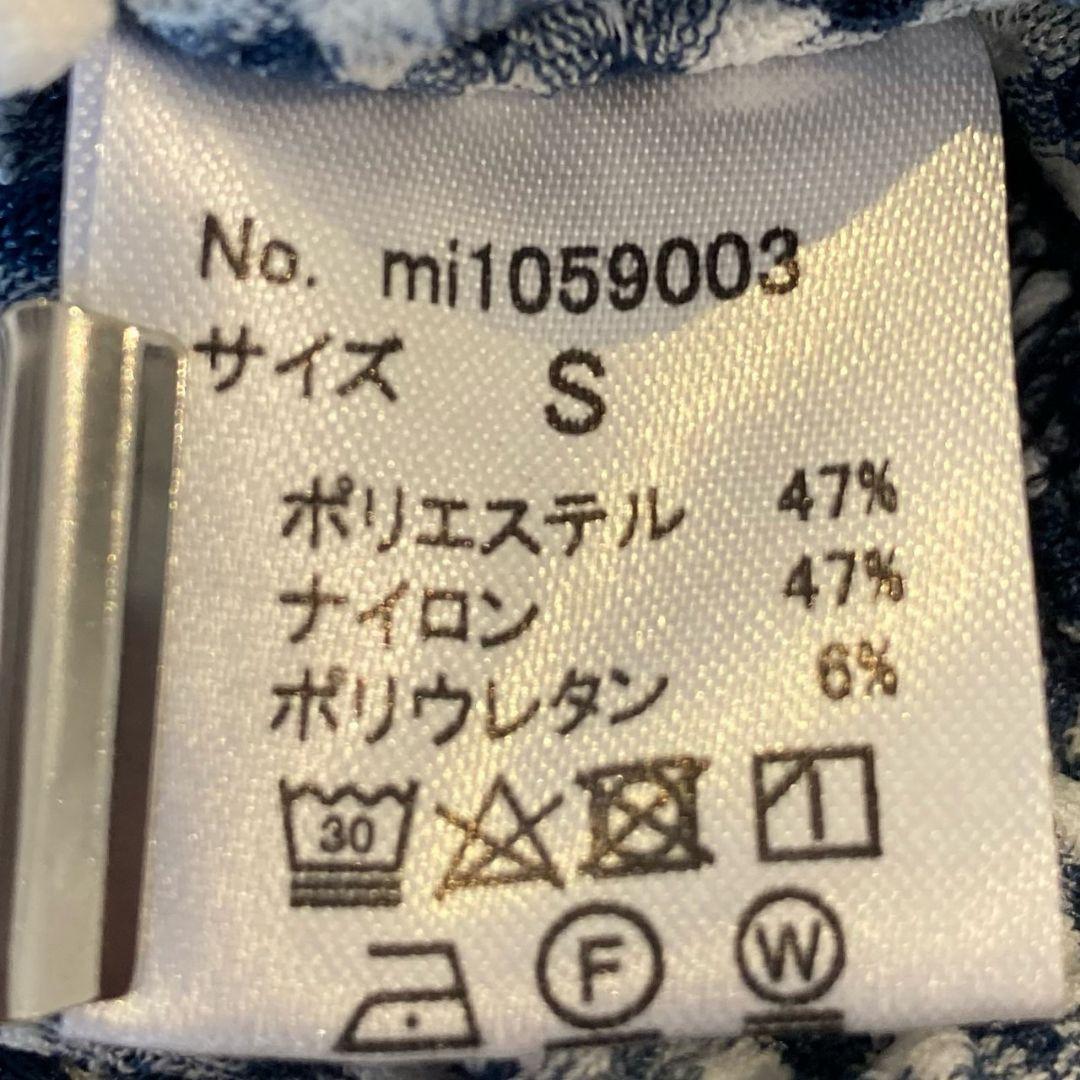 No. mi1059003
サイズ S
ポリエステル 47%
ナイロン 47%
ポリウレタン 6%
30
F W